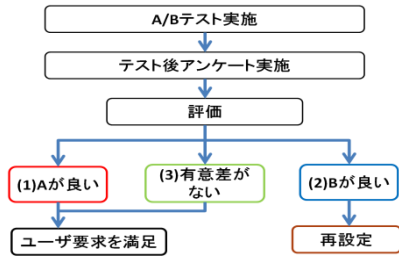 A/Bテスト実施
テスト後アンケート実施
評価
(1)Aが良い
(3)有意差が
ない
(2)Bが良い
ユーザ要求を満足
再設定